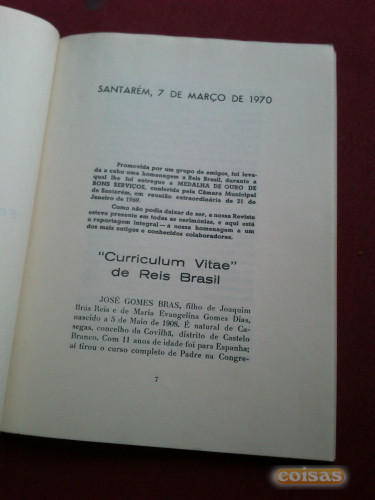 SANTARÉM, 7 DE MARÇO DE 1970
Promovida por um grupo de amigos, foi leva-
da a cabo uma homenagem a Reis Brasil, durante a
qual lhe foi entregue a MEDALHA DE OURO DE
BONS SERVIÇOS, conferida pela Câmara Municipal
de Santarém, em reunião extraordinária de 21 de
Janeiro de 1969.
Como não podia deixar de ser, a nossa Revista
esteve presente em todas as cerimónias, e aqui está
a reportagem integral — a nossa homenagem a um
dos mais antigos e conhecidos colaboradores.
"Curriculum Vitae"
de Reis Brasil
JOSÉ GOMES BRAS, filho de Joaquim
Brás Reis e de Maria Evangelina Gomes Dias,
nascido a 5 de Maio de 1908. É natural de Ca-
segas, concelho da Covilhã, distrito de Castelo
Branco. Com 11 anos de idade foi para Espanha;
aí tirou o curso completo de Padre na Congre-
7
coisas